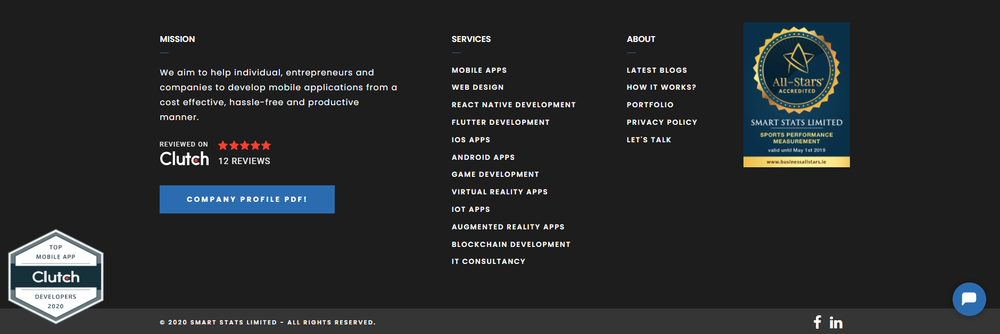 MISSION
We aim to help individual, entrepreneurs and
companies to develop mobile applications from a
cost effective, hassle-free and productive
manner.
REVIEWED ON
Clutch
12 REVIEWS
COMPANY PROFILE PDF!
SERVICES
MOBILE APPS
WEB DESIGN
REACT NATIVE DEVELOPMENT
FLUTTER DEVELOPMENT
IOS APPS
ANDROID APPS
GAME DEVELOPMENT
VIRTUAL REALITY APPS
IOT APPS
AUGMENTED REALITY APPS
BLOCKCHAIN DEVELOPMENT
IT CONSULTANCY
ABOUT
LATEST BLOGS
HOW IT WORKS?
PORTFOLIO
PRIVACY POLICY
LET'S TALK
All-Stars®
ACCREDITED
SMART STATS LIMITED
SPORTS PERFORMANCE
MEASUREMENT
valid until May 1st 2019
www.businessallstars.ie
TOP
MOBILE APP
Clutch
DEVELOPERS
2020
© 2020 SMART STATS LIMITED - ALL RIGHTS RESERVED.
f in